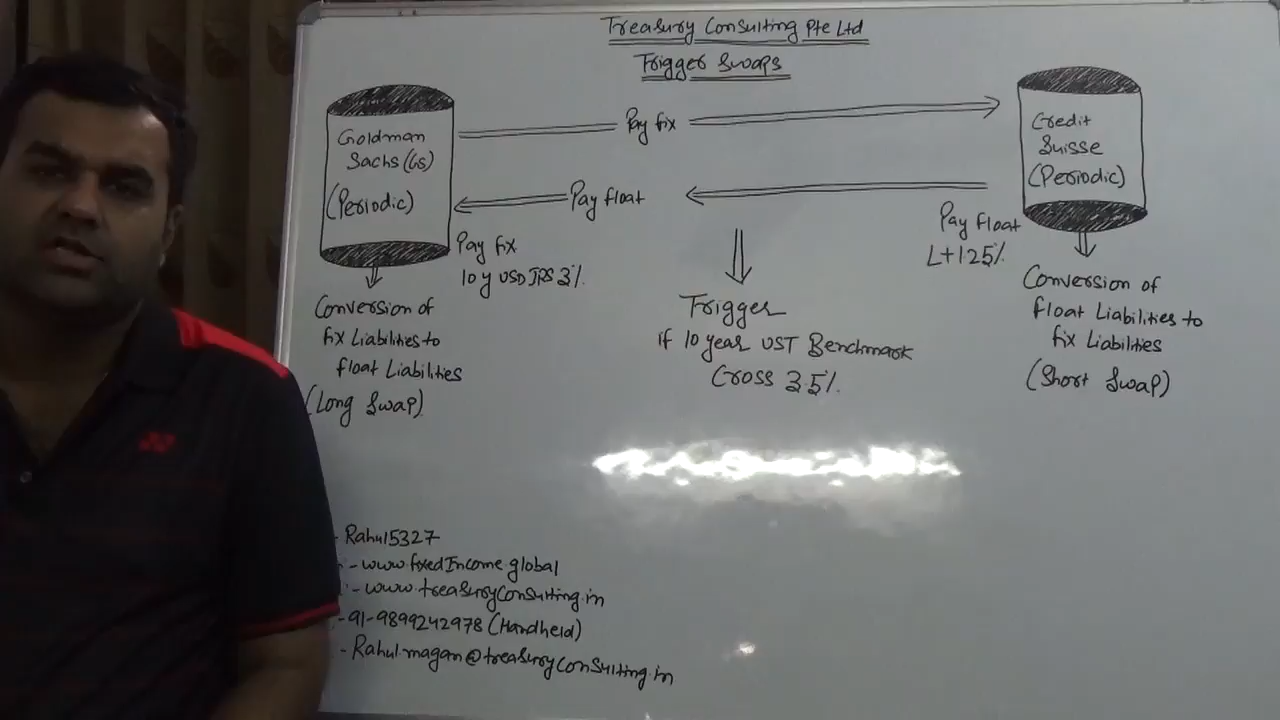 Treasury Consulting Pte Ltd
Trigger Swaps
Goldman
Sachs (GS)
(Periodic)
Pay fix
Pay float
Credit
Suisse
(Periodic)
Pay fix
10 y USD IRS 3%
Pay float
L+125%
Conversion of
fix Liabilities to
float Liabilities
(Long Swap)
Trigger
if 10 year UST Benchmark
Cross 3.5%
Conversion of
float Liabilities to
fix Liabilities
(Short Swap)
- Rahul5327
:- www.fixedIncome.global
:- www.treasuryConsulting.in
:-91-9899242978 (Handheld)
:- Rahulmagan@treasuryconsulting.in